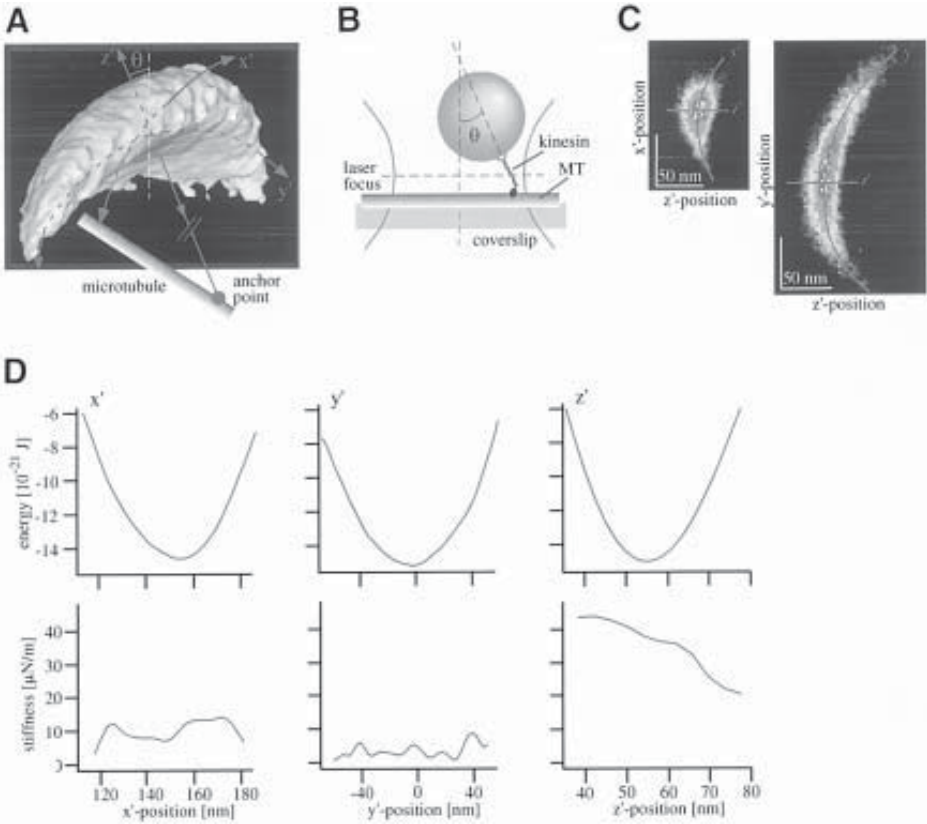 A
B
C
z'
θ
x'
y'
microtubule
anchor
point
θ
kinesin
laser
focus
MT
coverslip
x'-position
50 nm
z'-position
y'-position
50 nm
z'-position
D
x'
y'
z'
energy [10⁻²¹ J]
-6
-8
-10
-12
-14
stiffness [µN/m]
40
30
20
10
120 140 160 180
x'-position [nm]
-40 0 40
y'-position [nm]
40 50 60 70 80
z'-position [nm]